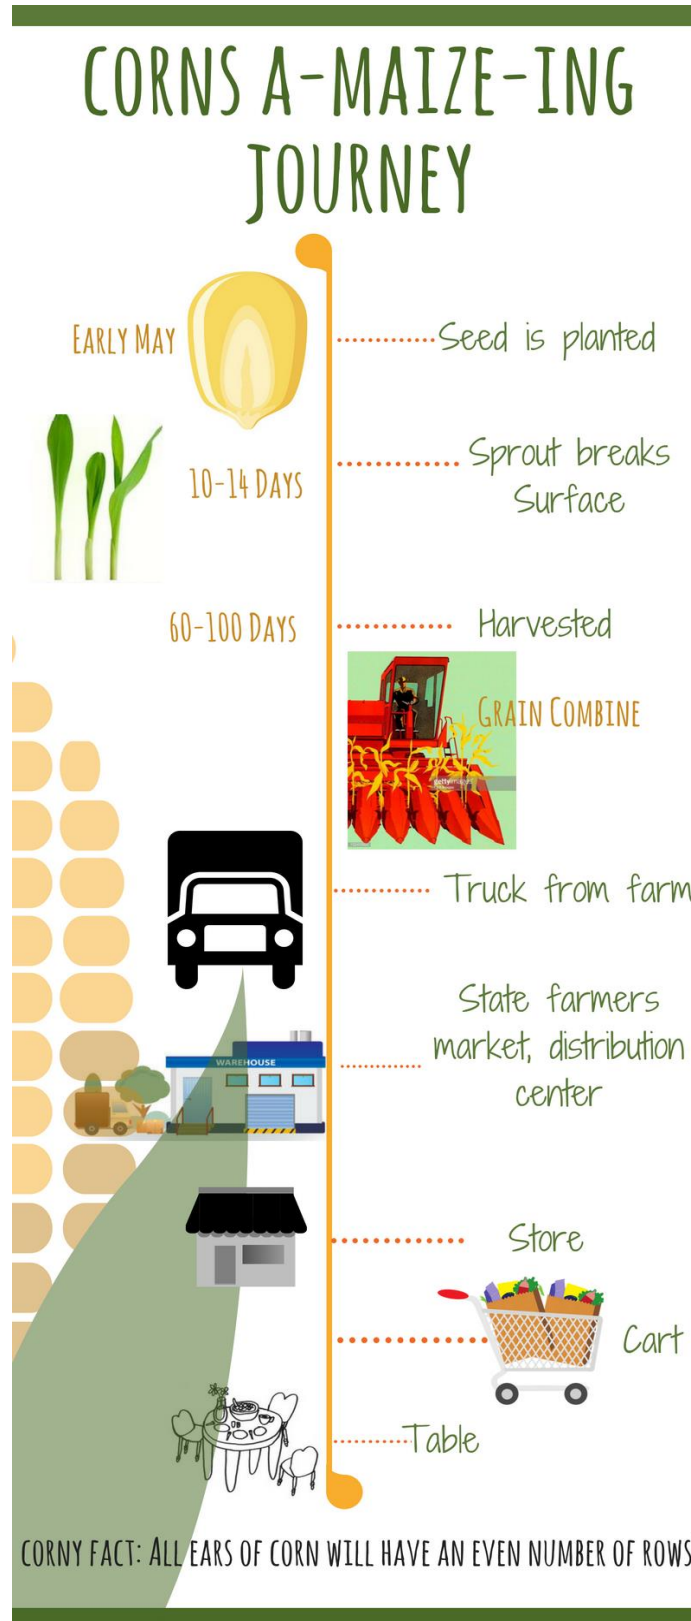 CORNS A-MAIZE-ING
JOURNEY
EARLY MAY
Seed is planted
10-14 DAYS
Sprout breaks
Surface
60-100 DAYS
Harvested
GRAIN COMBINE
gettyimages
Truck from farm
State farmers
market, distribution
center
WAREHOUSE
Store
Cart
Table
CORNY FACT: ALL EARS OF CORN WILL HAVE AN EVEN NUMBER OF ROWS